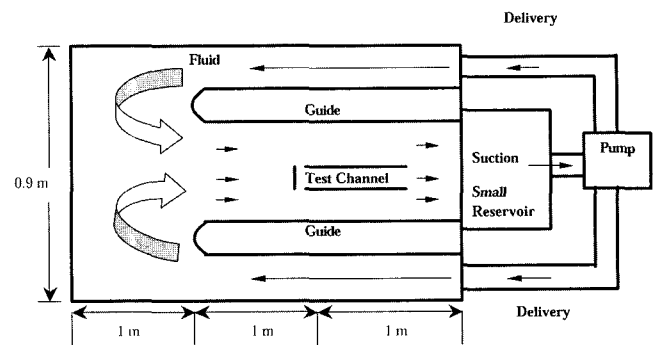 Delivery
Fluid
Guide
Pump
Suction
Test Channel
0.9 m
Small
Reservoir
Guide
Delivery
1 m
1 m
1 m